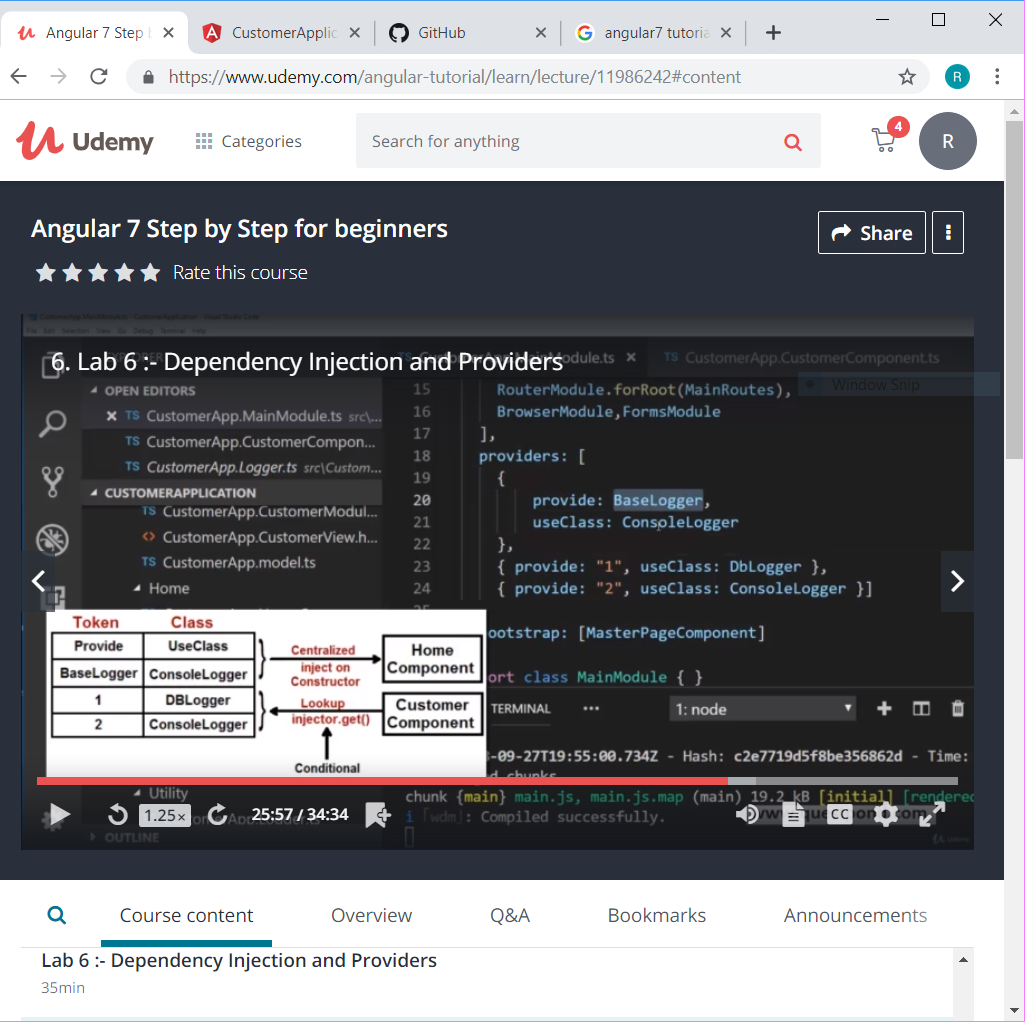 Angular 7 Step
CustomerApplic
GitHub
angular7 tutoria
https://www.udemy.com/angular-tutorial/learn/lecture/11986242#content
R
Udemy
Categories
Search for anything
4
R
Angular 7 Step by Step for beginners
Share
Rate this course
6. Lab 6 :- Dependency Injection and Providers
TS CustomerApp.CustomerComponent.ts
Window Snip
OPEN EDITORS
TS CustomerApp.MainModule.ts src\...
TS CustomerApp.CustomerCompon...
TS CustomerApp.Logger.ts src\Custom...
CUSTOMERAPPLICATION
TS CustomerApp.CustomerModul...
<> CustomerApp.CustomerView.h...
TS CustomerApp.model.ts
Home
15 RouterModule.forRoot(MainRoutes),
16 BrowserModule,FormsModule
17 ],
18 providers: [
19 {
20 provide: BaseLogger,
21 useClass: ConsoleLogger
22 },
23 { provide: "1", useClass: DbLogger },
24 { provide: "2", useClass: ConsoleLogger }]
ootstrap: [MasterPageComponent]
ort class MainModule { }
Token Class
Provide UseClass
BaseLogger ConsoleLogger
1 DBLogger
2 ConsoleLogger
Centralized
inject on
Constructor
Lookup
injector.get()
Conditional
Home
Component
Customer
Component
TERMINAL ... 1: node
-09-27T19:55:00.734Z - Hash: c2e7719d5f8be356862d - Time:
d chunks
chunk {main} main.js, main.js.map (main) 19.2 kB [initial] [rendered
i [wdm]: Compiled successfully.
Utility
OUTLINE
1.25×
25:57 / 34:34
CC
Course content
Overview
Q&A
Bookmarks
Announcements
Lab 6 :- Dependency Injection and Providers
35min